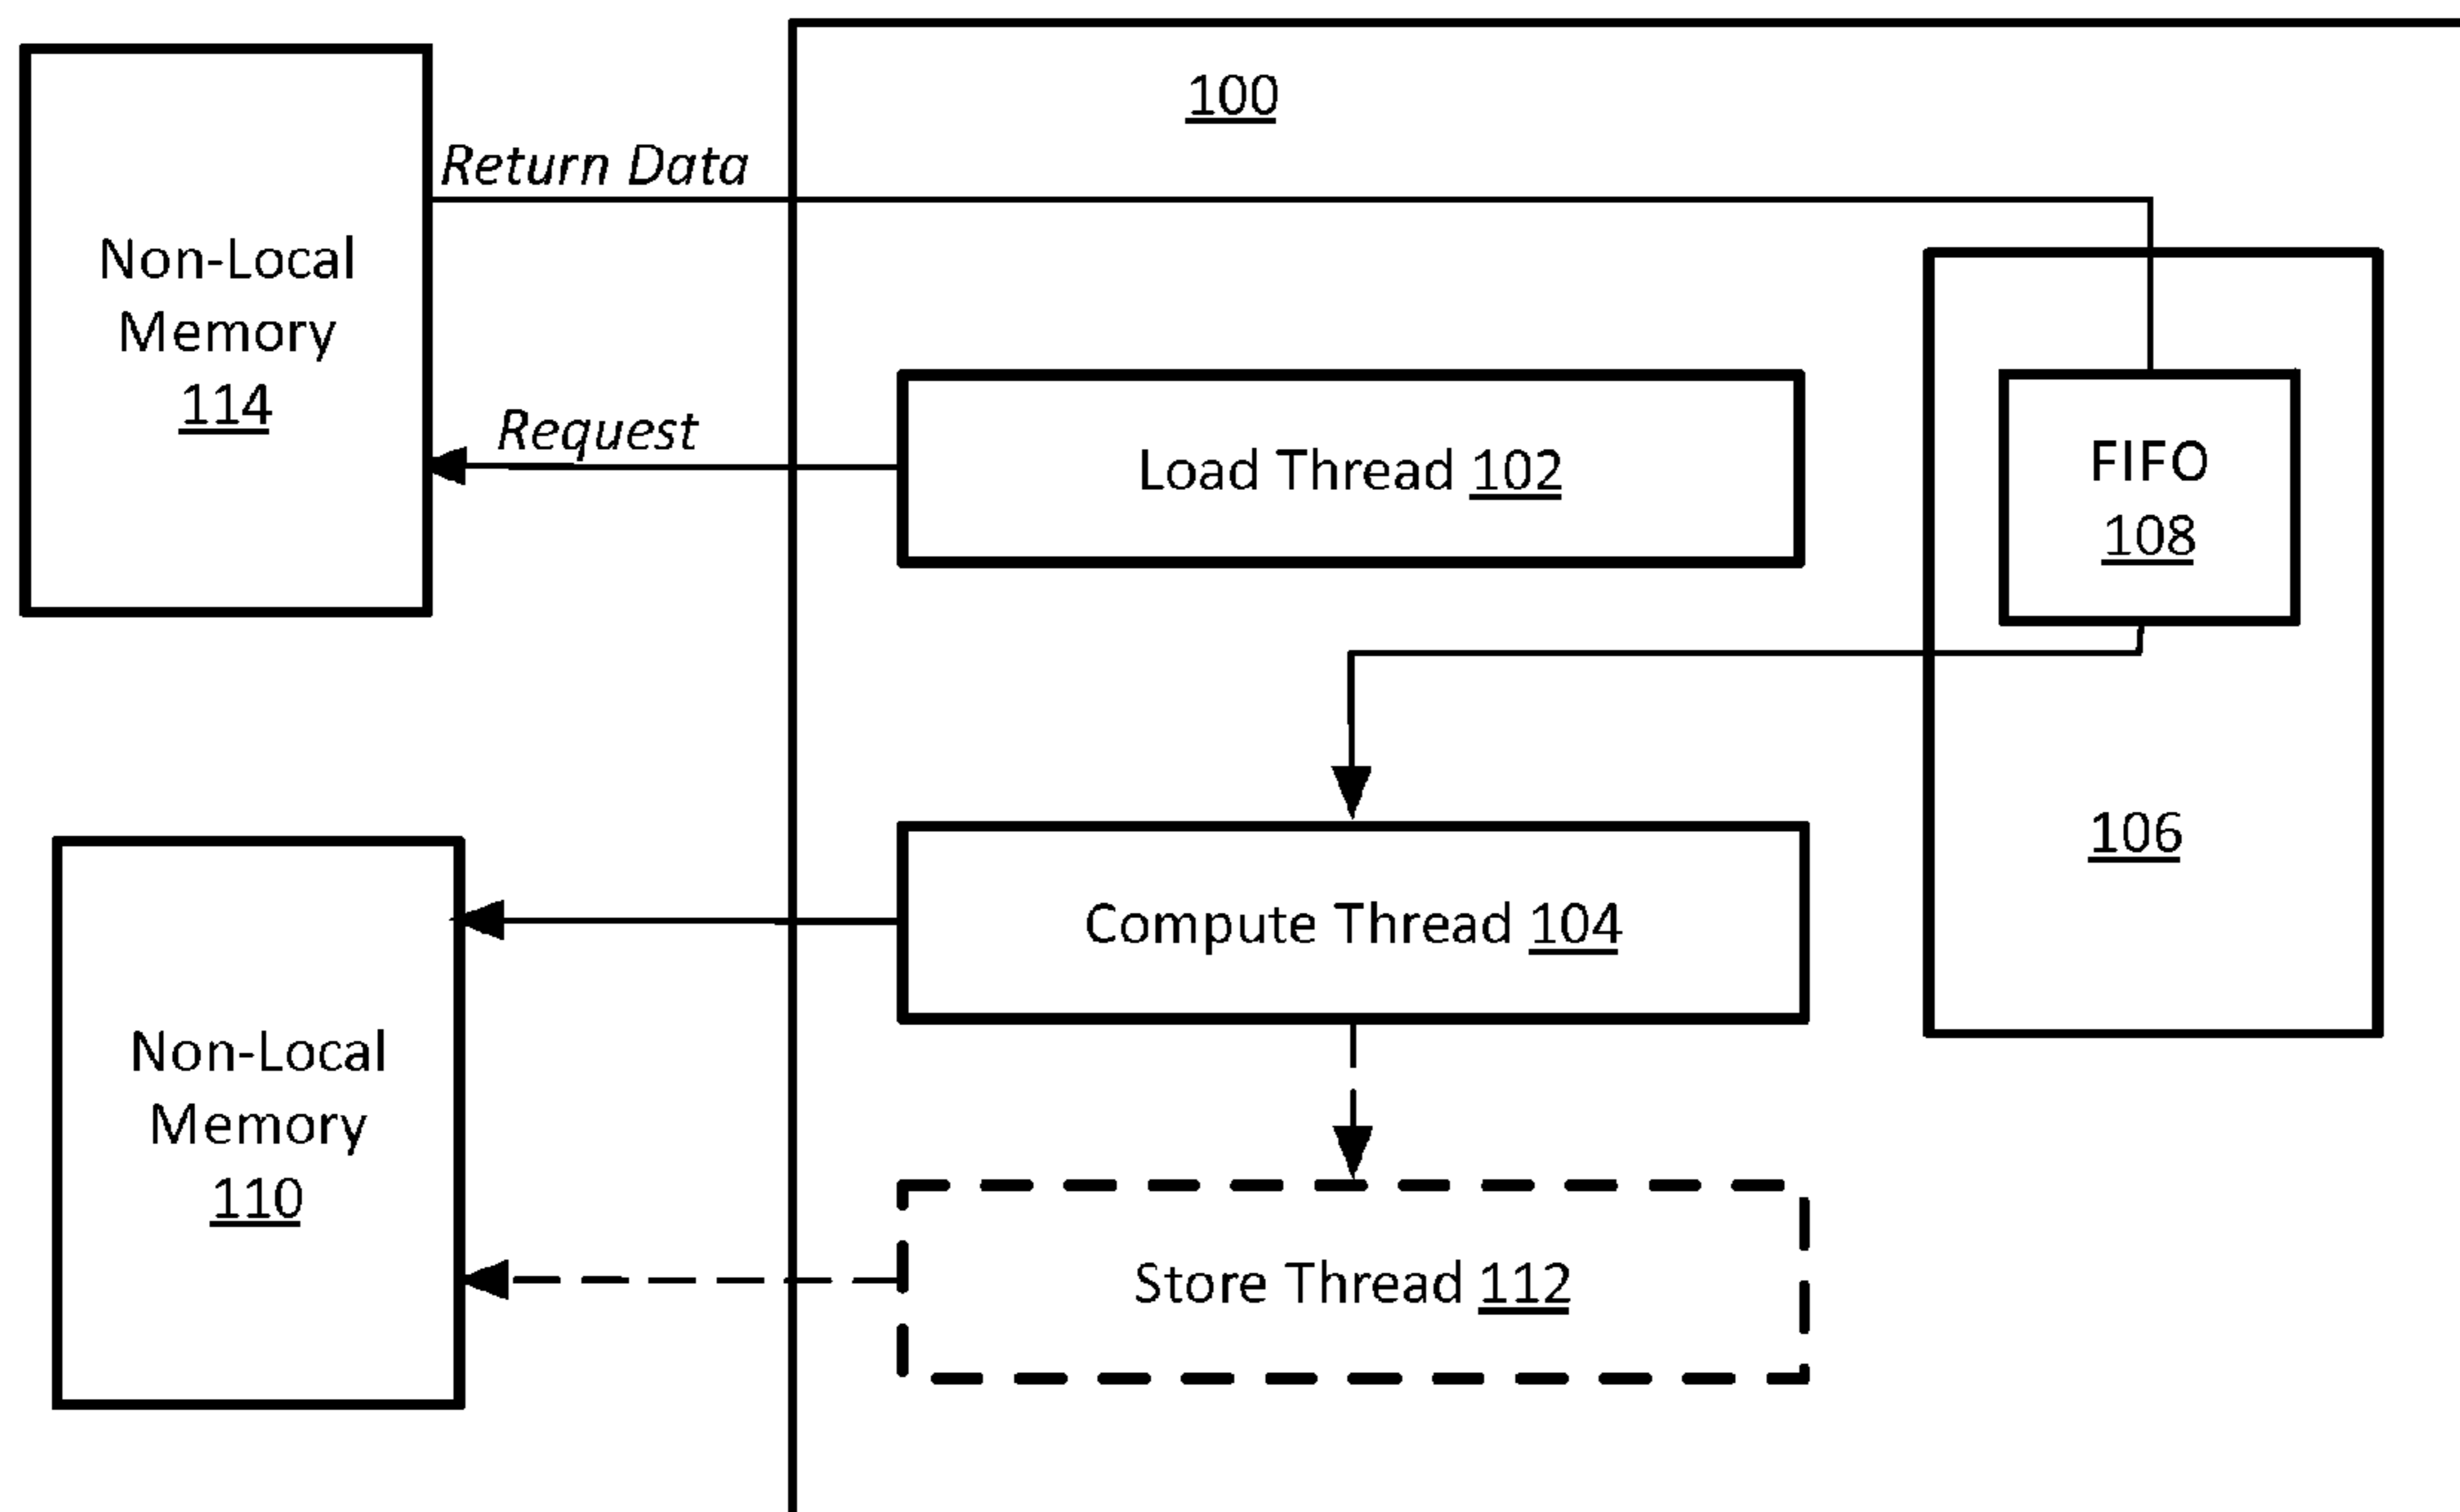 100
Return Data
Non-Local
Memory
114
Request
Load Thread 102
FIFO
108
106
Compute Thread 104
Non-Local
Memory
110
Store Thread 112